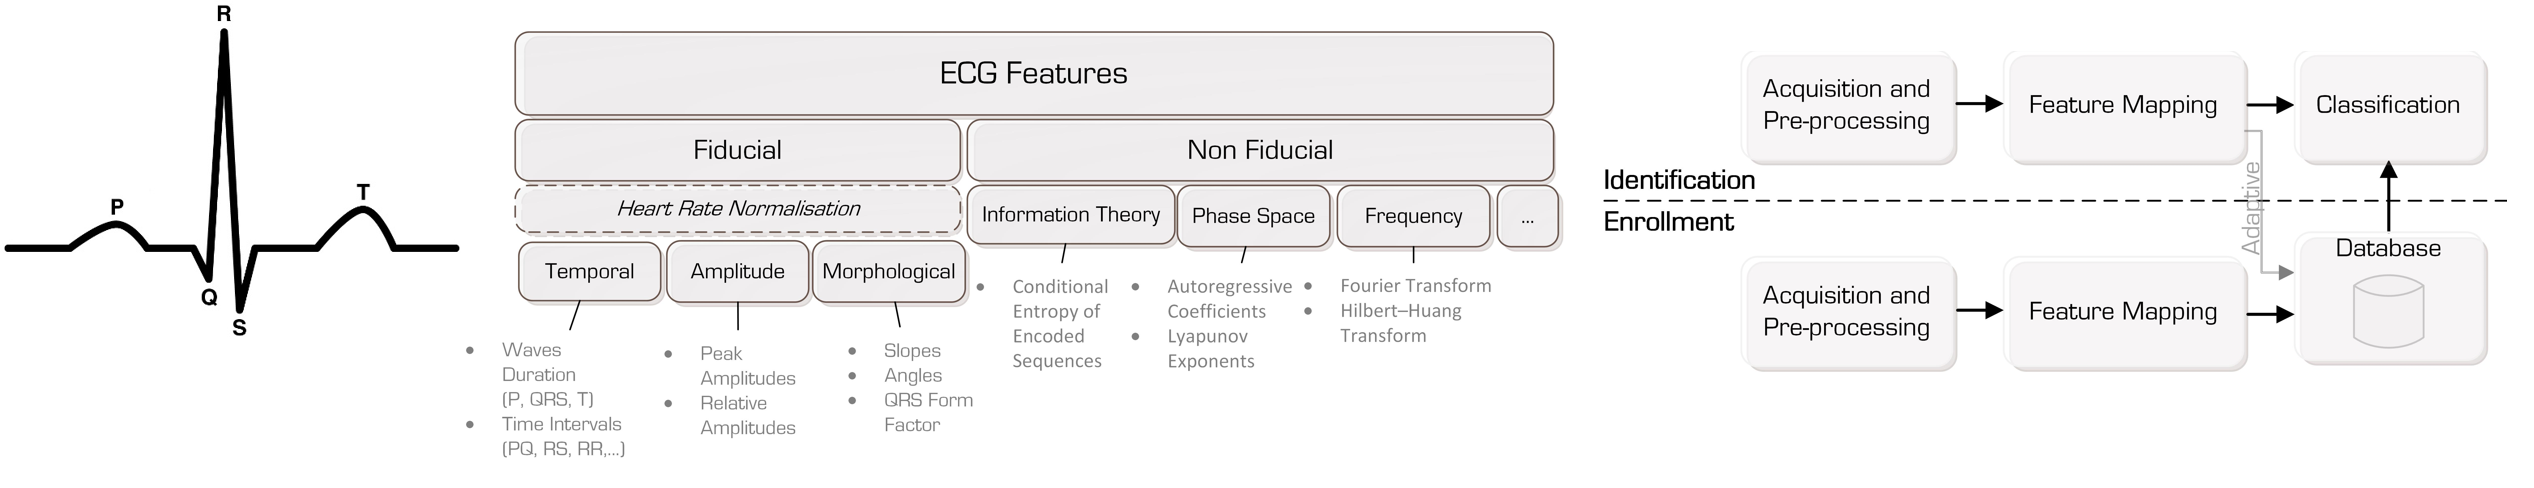 R
P
T
Q
S
ECG Features
Fiducial
Non Fiducial
Heart Rate Normalisation
Information Theory
Phase Space
Frequency
...
Temporal
Amplitude
Morphological
• Waves
Duration
(P, QRS, T)
• Time Intervals
(PQ, RS, RR,...)
• Peak
Amplitudes
• Relative
Amplitudes
• Slopes
• Angles
• QRS Form
Factor
• Conditional
Entropy of
Encoded
Sequences
• Autoregressive
Coefficients
• Lyapunov
Exponents
• Fourier Transform
• Hilbert–Huang
Transform
Acquisition and
Pre-processing
Feature Mapping
Classification
Identification
Enrollment
Adaptive
Acquisition and
Pre-processing
Feature Mapping
Database